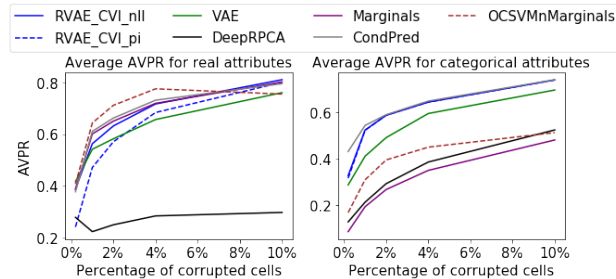 RVAE_CVI_nll VAE Marginals OCSVMnMarginals
RVAE_CVI_pi DeepRPCA CondPred
Average AVPR for real attributes Average AVPR for categorical attributes
AVPR
0.8
0.6
0.4
0.2
0.6
0.4
0.2
0% 2% 4% 6% 8% 10% 0% 2% 4% 6% 8% 10%
Percentage of corrupted cells Percentage of corrupted cells